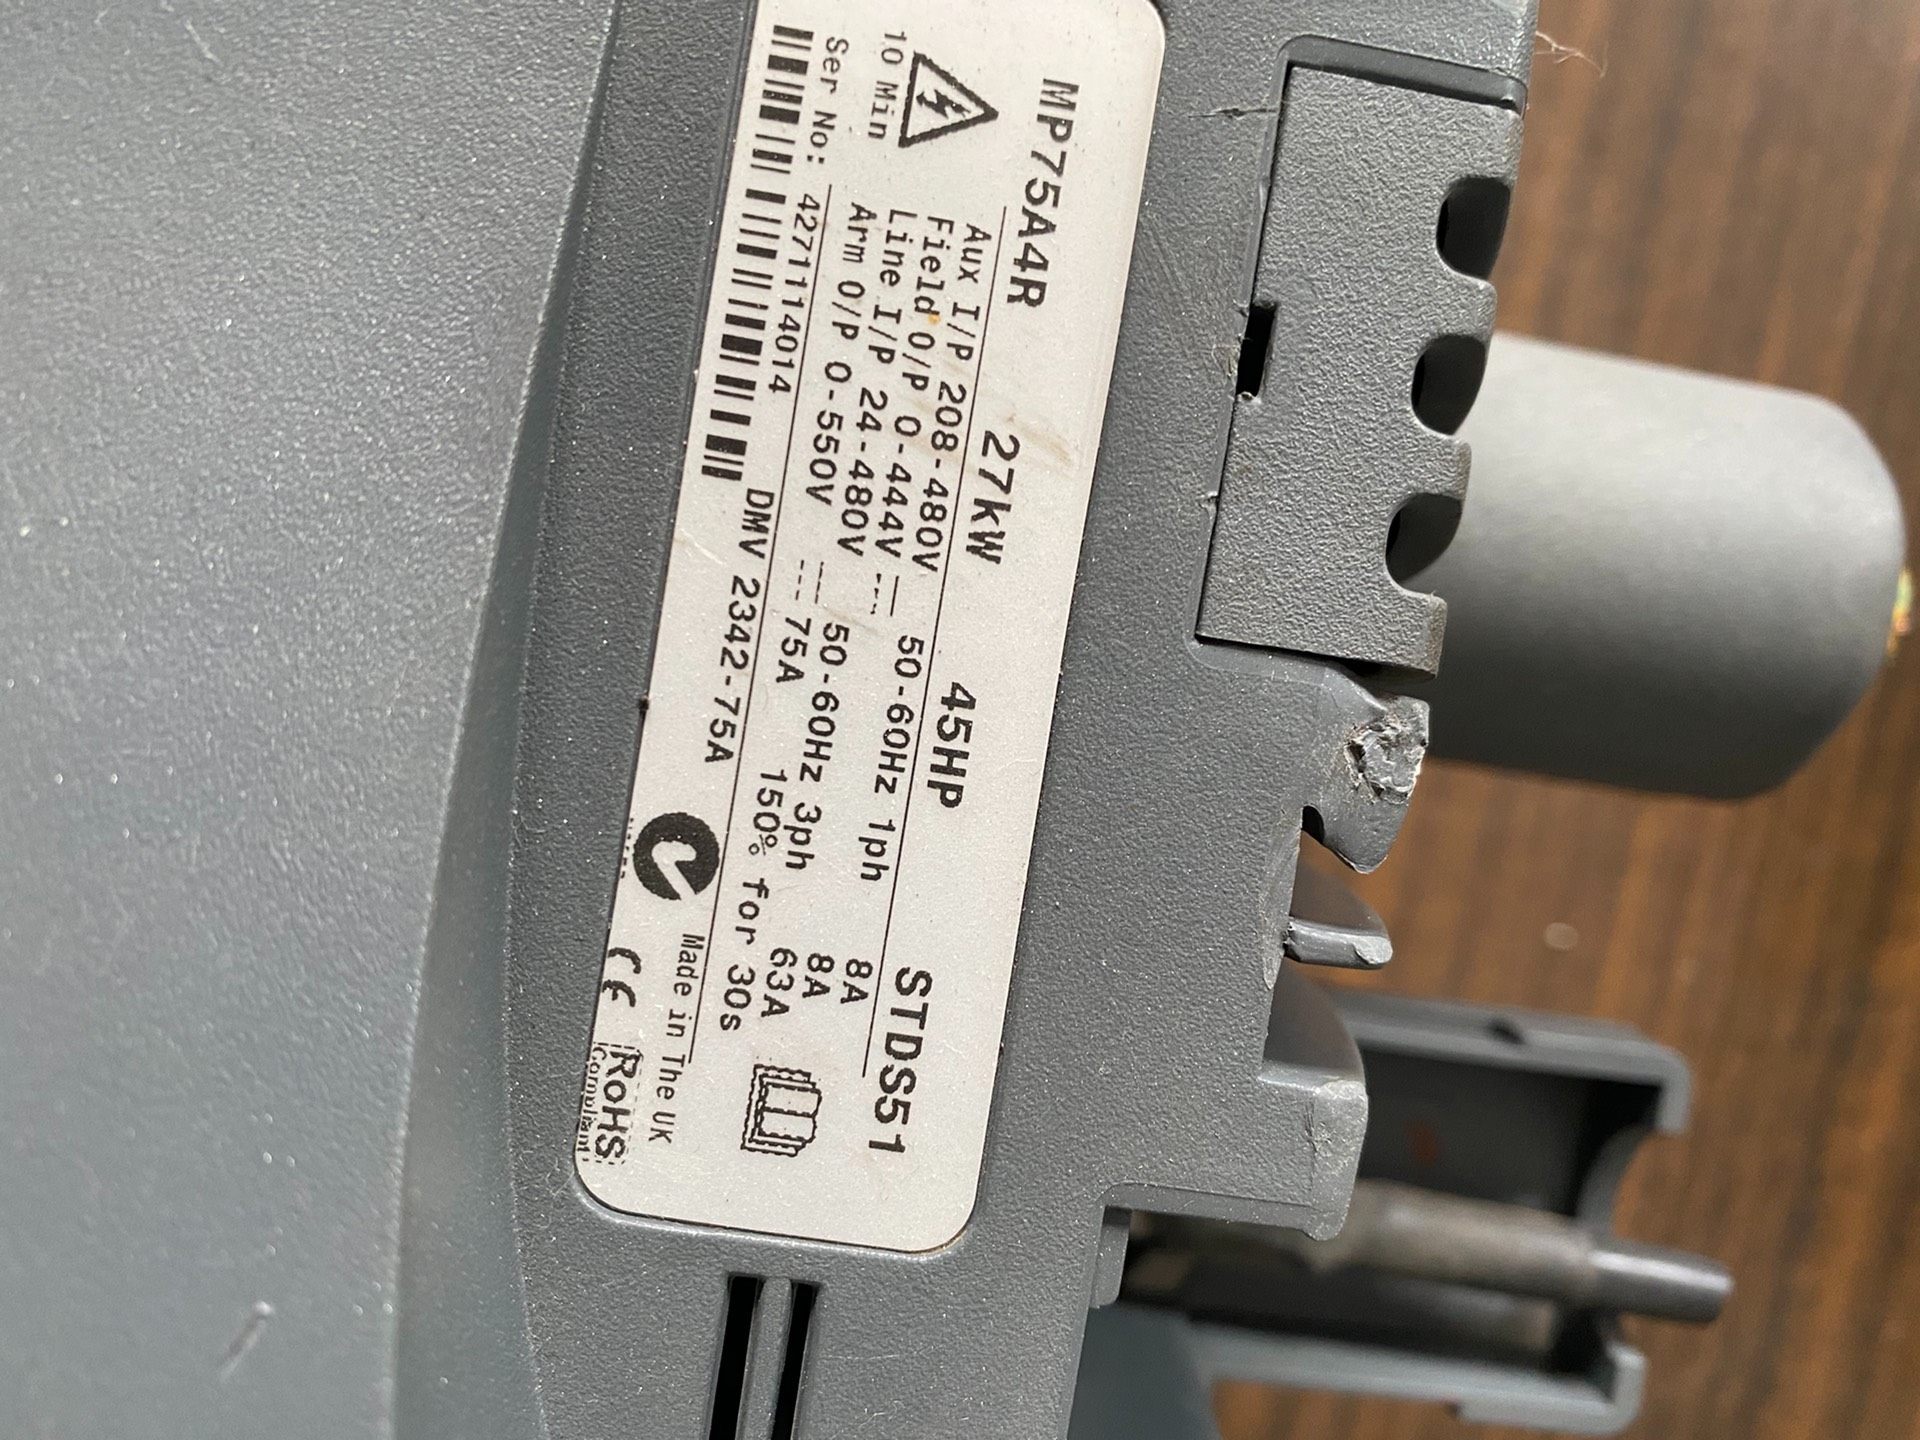 MP75A4R 27kW 45HP STDS51
Aux I/P 208-480V 50-60Hz 1ph 8A
Field O/P 0-444V 8A
Line I/P 24-480V 50-60Hz 3ph 63A
Arm O/P 0-550V 75A 150% for 30s
10 Min
Ser No: 4271114014
DMV 2342-75A
Made in The UK
CE
RoHS
Compliant